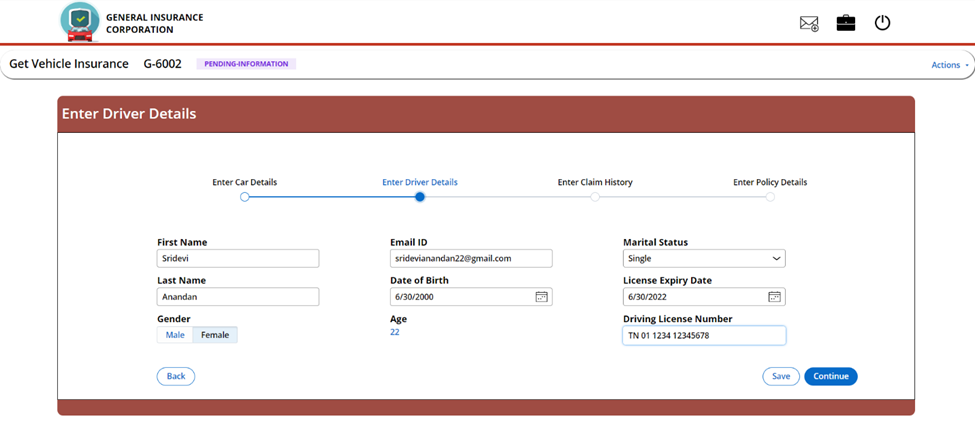 GENERAL INSURANCE
CORPORATION
Get Vehicle Insurance G-6002 PENDING-INFORMATION Actions
Enter Driver Details
Enter Car Details Enter Driver Details Enter Claim History Enter Policy Details
First Name Email ID Marital Status
Sridevi sridevianandan22@gmail.com Single
Last Name Date of Birth License Expiry Date
Anandan 6/30/2000 6/30/2022
Gender Age Driving License Number
Male Female 22 TN 01 1234 12345678
Back Save Continue